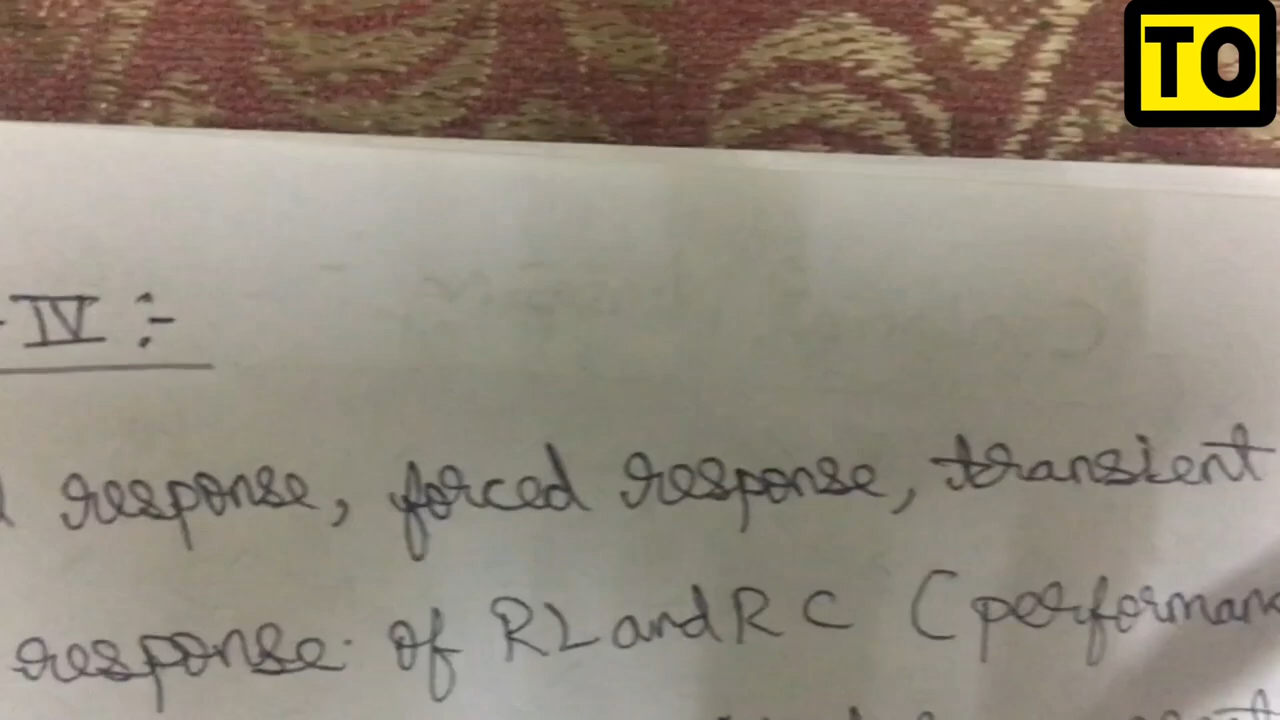 TO
-IV :-
response, forced response, transient
response of RL and RC (performan